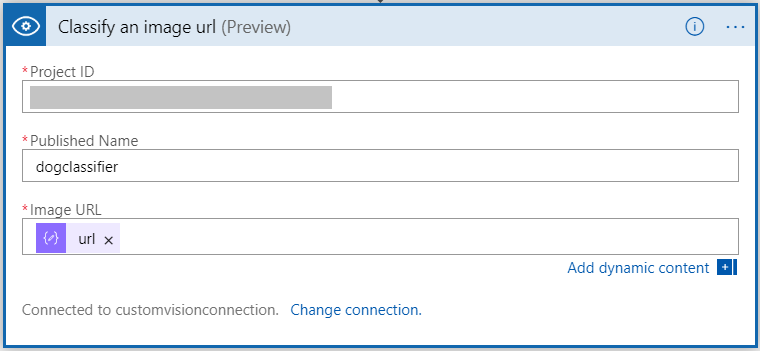 Classify an image url (Preview)
*Project ID
*Published Name
dogclassifier
*Image URL
url ×
Add dynamic content
Connected to customvisionconnection. Change connection.